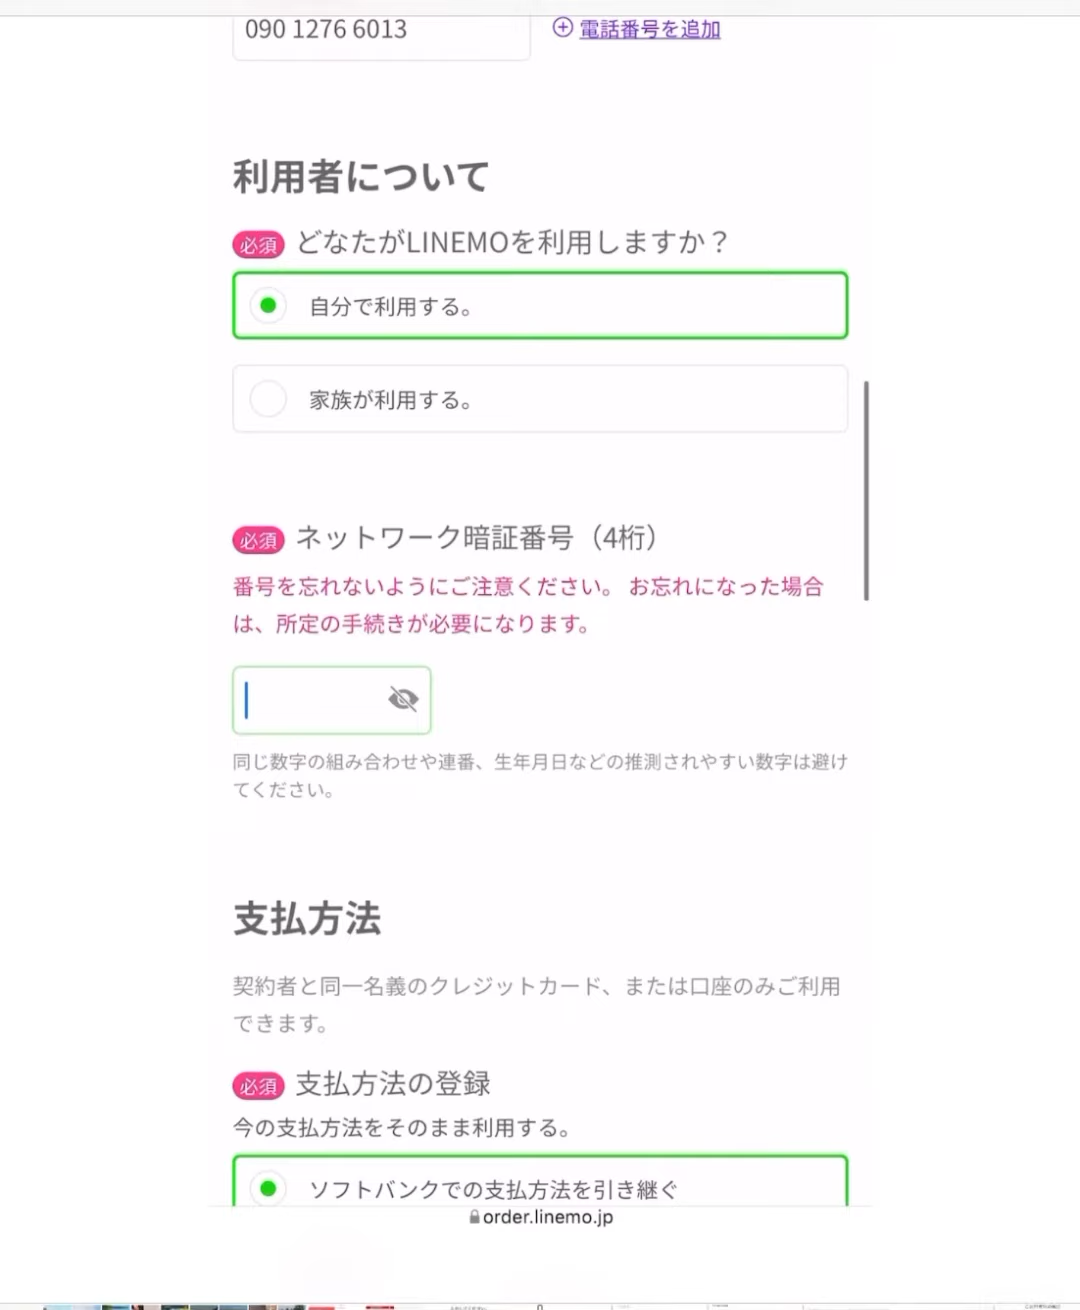 090 1276 6013
電話番号を追加
利用者について
必須 どなたがLINEMOを利用しますか？
自分で利用する。
家族が利用する。
必須 ネットワーク暗証番号（4桁）
番号を忘れないようにご注意ください。 お忘れになった場合
は、所定の手続きが必要になります。
同じ数字の組み合わせや連番、生年月日などの推測されやすい数字は避け
てください。
支払方法
契約者と同一名義のクレジットカード、または口座のみご利用
できます。
必須 支払方法の登録
今の支払方法をそのまま利用する。
ソフトバンクでの支払方法を引き継ぐ
order.linemo.jp